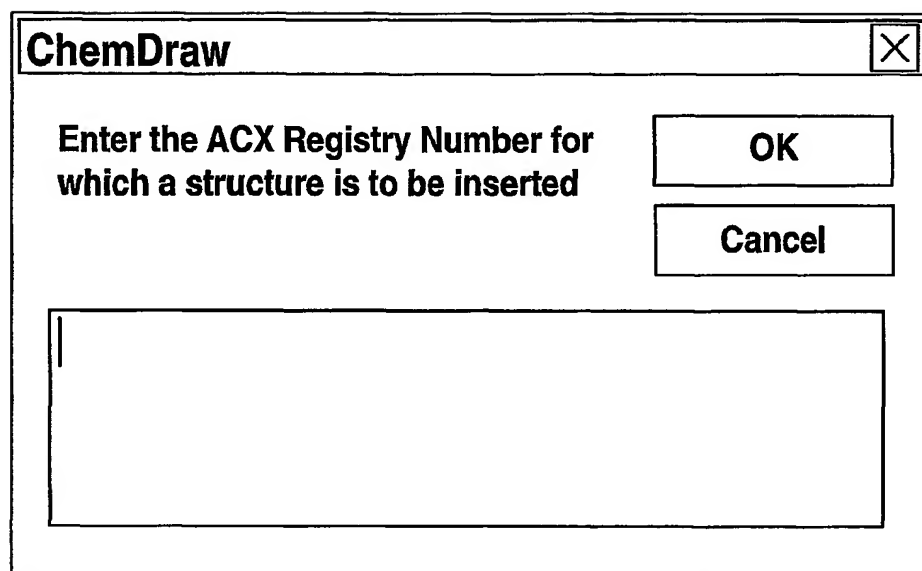 ChemDraw
Enter the ACX Registry Number for
which a structure is to be inserted
OK
Cancel